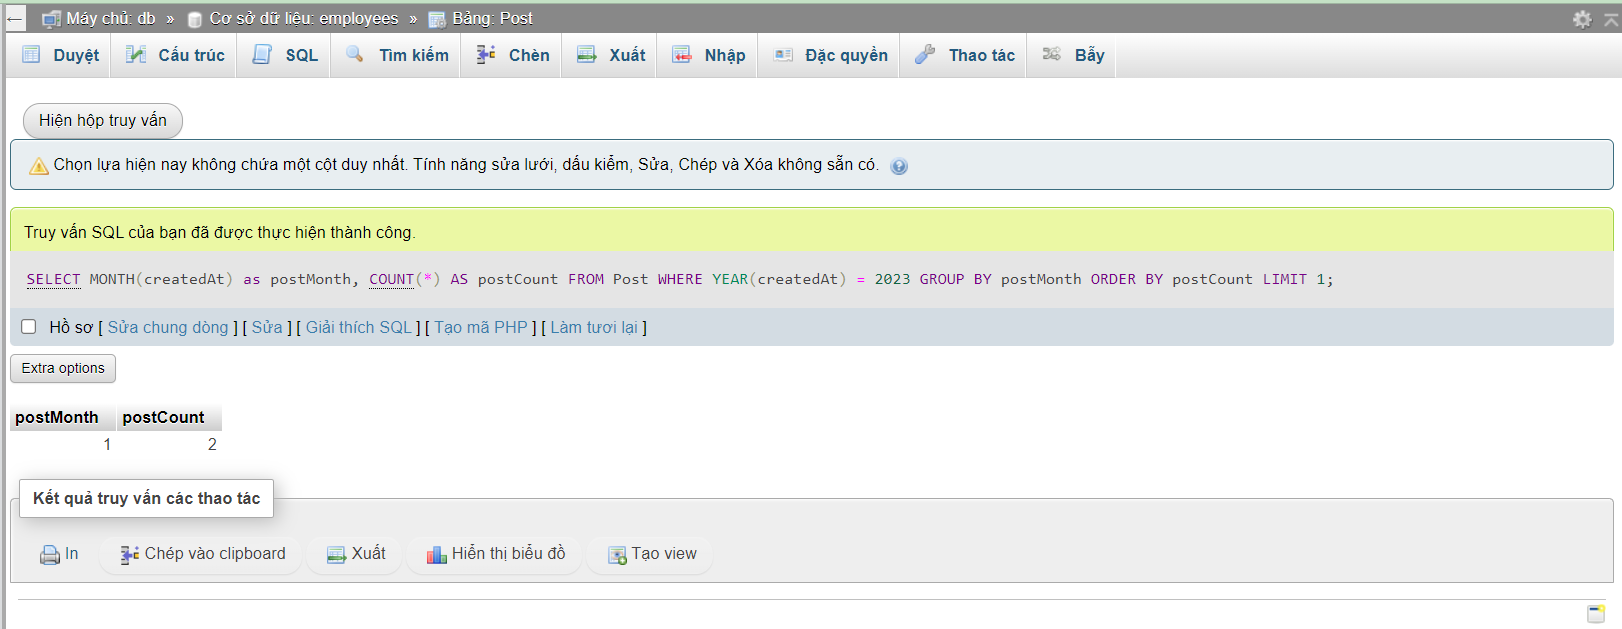 Máy chủ: db » Cơ sở dữ liệu: employees » Bảng: Post
Duyệt Cấu trúc SQL Tìm kiếm Chèn Xuất Nhập Đặc quyền Thao tác Bẫy
Hiện hộp truy vấn
Chọn lựa hiện nay không chứa một cột duy nhất. Tính năng sửa lưới, dấu kiểm, Sửa, Chép và Xóa không sẵn có.
Truy vấn SQL của bạn đã được thực hiện thành công.
SELECT MONTH(createdAt) as postMonth, COUNT(*) AS postCount FROM Post WHERE YEAR(createdAt) = 2023 GROUP BY postMonth ORDER BY postCount LIMIT 1;
Hồ sơ [ Sửa chung dòng ] [ Sửa ] [ Giải thích SQL ] [ Tạo mã PHP ] [ Làm tươi lại ]
Extra options
postMonth postCount
1 2
Kết quả truy vấn các thao tác
In Chép vào clipboard Xuất Hiển thị biểu đồ Tạo view